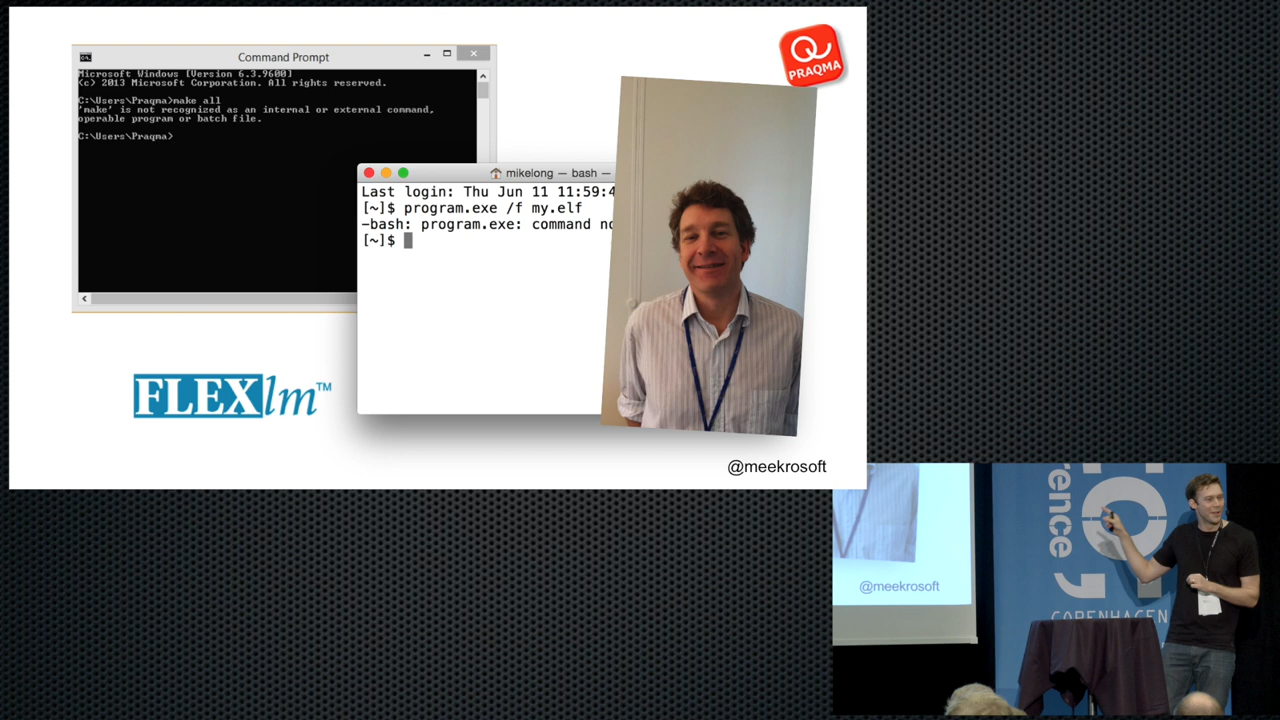 PRAQMA
Command Prompt
Microsoft Windows [Version 6.3.9600]
(c) 2013 Microsoft Corporation. All rights reserved.
C:\Users\Praqma>make all
'make' is not recognized as an internal or external command,
operable program or batch file.
C:\Users\Praqma>
mikelong — bash —
Last login: Thu Jun 11 11:59:4
[~]$ program.exe /f my.elf
-bash: program.exe: command no
[~]$
FLEXlm™
@meekrosoft
@meekrosoft
rence
COPENHAGEN